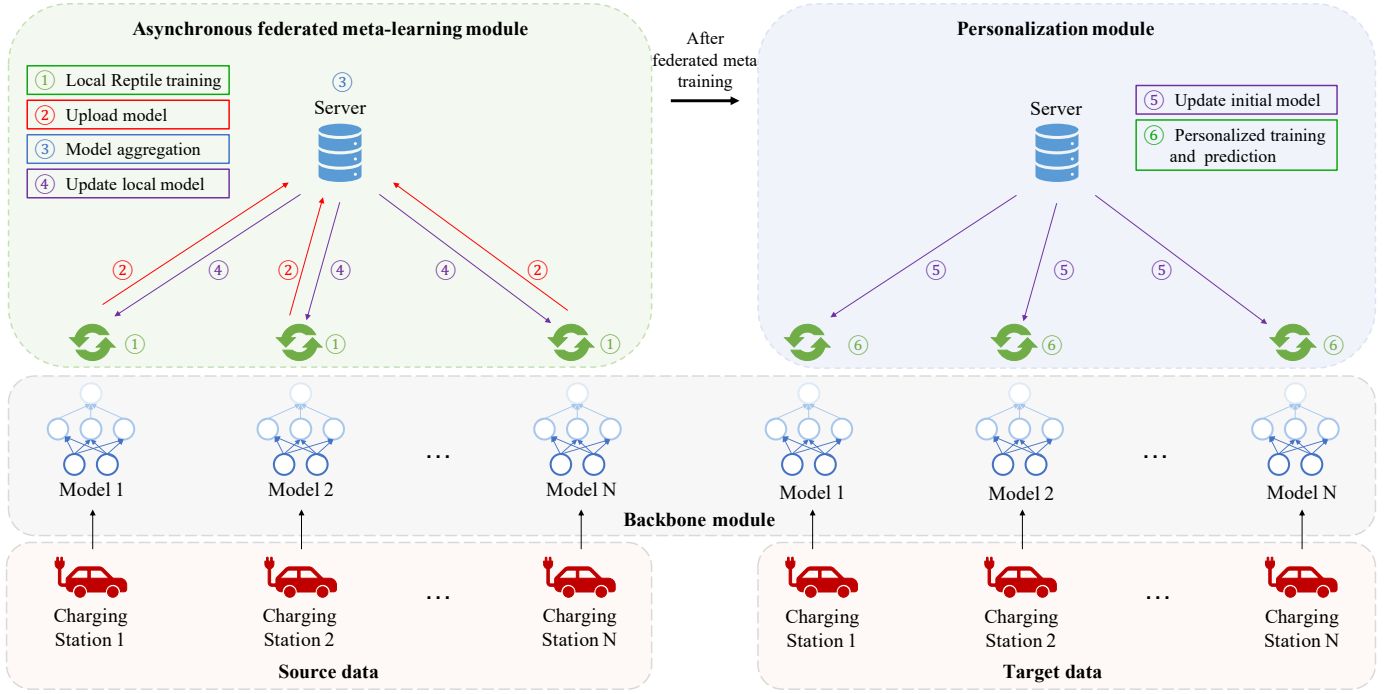 Asynchronous federated meta-learning module
① Local Reptile training
② Upload model
③ Model aggregation
④ Update local model
③
Server
② ④ ② ④ ④ ②
① ① ①
After
federated meta
training
Personalization module
Server
⑤ Update initial model
⑥ Personalized training
and prediction
⑤ ⑤ ⑤
⑥ ⑥ ⑥
Model 1 Model 2 ... Model N Model 1 Model 2 ... Model N
Backbone module
Charging
Station 1
Charging
Station 2
...
Charging
Station N
Source data
Charging
Station 1
Charging
Station 2
...
Charging
Station N
Target data